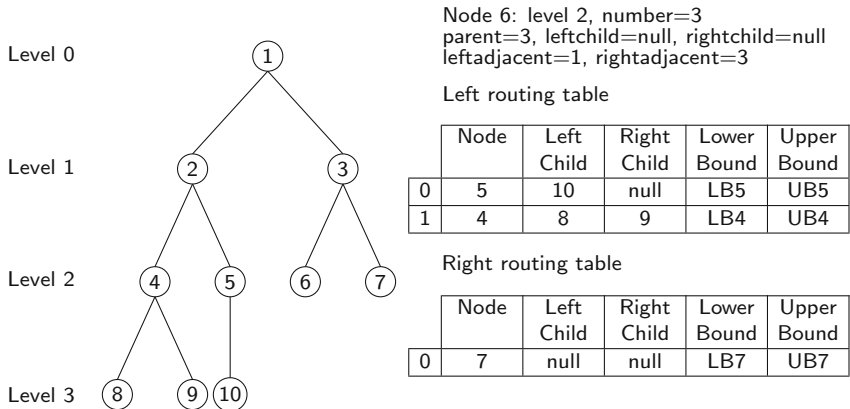 Level 0
1
Level 1
2
3
Level 2
4
5
6
7
Level 3
8
9
10
Node 6: level 2, number=3
parent=3, leftchild=null, rightchild=null
leftadjacent=1, rightadjacent=3
Left routing table
Node Left Right Lower Upper
Child Child Bound Bound
0 5 10 null LB5 UB5
1 4 8 9 LB4 UB4
Right routing table
Node Left Right Lower Upper
Child Child Bound Bound
0 7 null null LB7 UB7